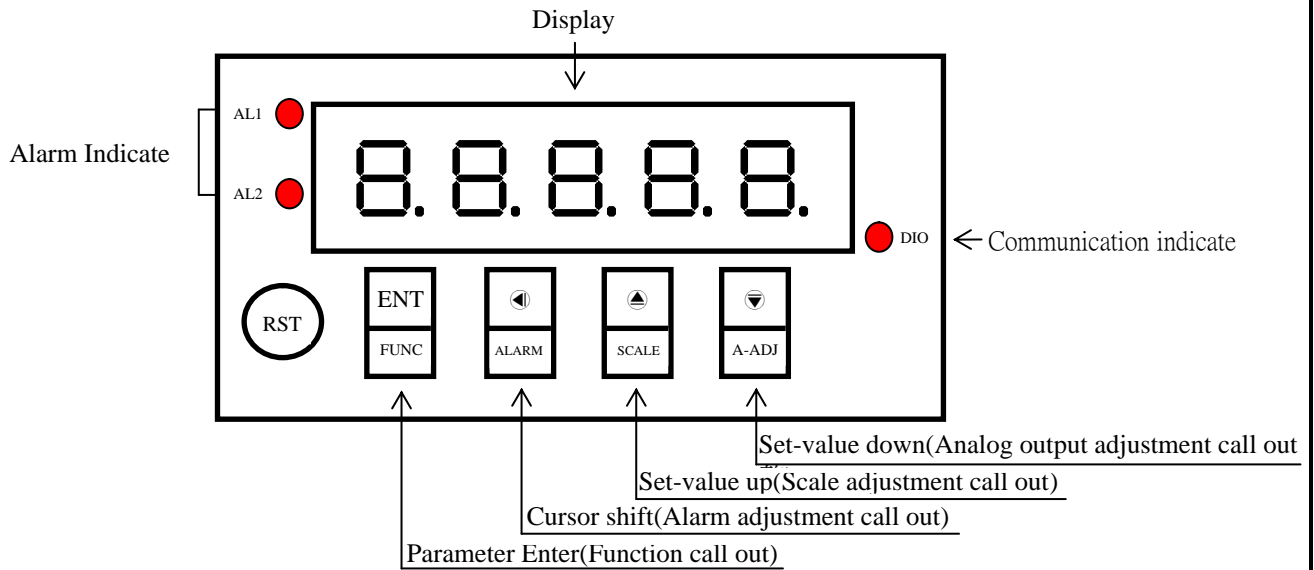 Display
AL1
Alarm Indicate
AL2
8.8.8.8.8.
DIO
Communication indicate
RST
ENT
FUNC
ALARM
SCALE
A-ADJ
Set-value down(Analog output adjustment call out
Set-value up(Scale adjustment call out)
Cursor shift(Alarm adjustment call out)
Parameter Enter(Function call out)